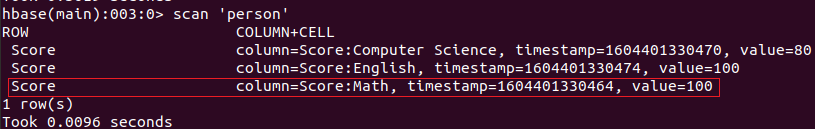 hbase(main):003:0> scan 'person'
ROW COLUMN+CELL
Score column=Score:Computer Science, timestamp=1604401330470, value=80
Score column=Score:English, timestamp=1604401330474, value=100
Score column=Score:Math, timestamp=1604401330464, value=100
1 row(s)
Took 0.0096 seconds